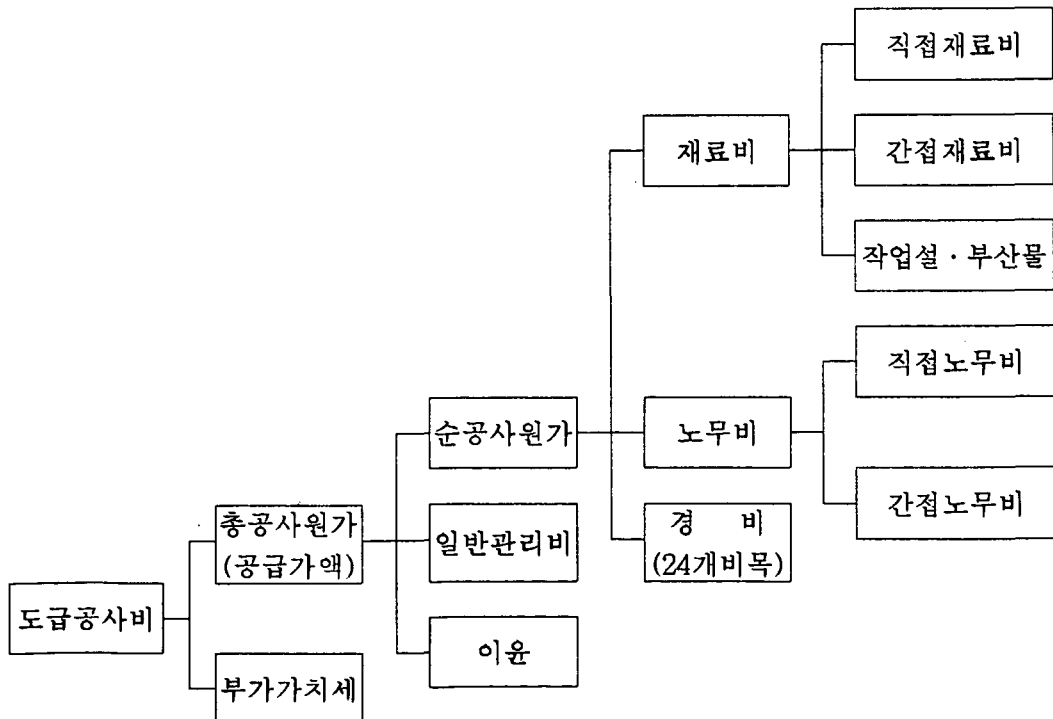 직접재료비
재료비
간접재료비
작업설 · 부산물
직접노무비
순공사원가
노무비
간접노무비
총공사원가
(공급가액)
일반관리비
경 비
(24개비목)
도급공사비
이윤
부가가치세